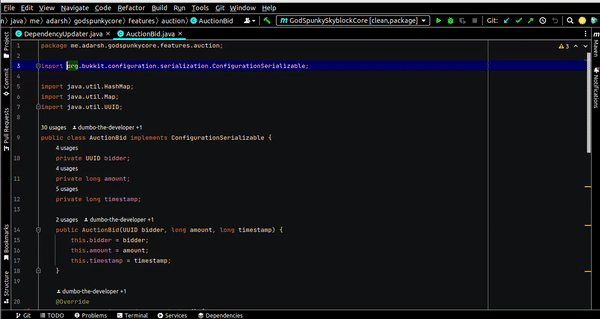 File Edit View Navigate Code Refactor Build Run Tools Git Window Help
n⟩ java⟩ me⟩ adarsh⟩ godspunkycore⟩ features⟩ auction⟩ AuctionBid
GodSpunkySkyblockCore [clean,package]
Git:
DependencyUpdater.java
AuctionBid.java
Project
Commit
Pull Requests
Bookmarks
Structure
Maven
Notifications
3
1 package me.adarsh.godspunkycore.features.auction;
2
3 import org.bukkit.configuration.serialization.ConfigurationSerializable;
4
5 import java.util.HashMap;
6 import java.util.Map;
7 import java.util.UUID;
8
30 usages dumbo-the-developer +1
9 public class AuctionBid implements ConfigurationSerializable {
4 usages
10 private UUID bidder;
4 usages
11 private long amount;
5 usages
12 private long timestamp;
13
2 usages dumbo-the-developer +1
14 public AuctionBid(UUID bidder, long amount, long timestamp) {
15 this.bidder = bidder;
16 this.amount = amount;
17 this.timestamp = timestamp;
18 }
19
dumbo-the-developer +1
20 @Override
Git TODO Problems Terminal Services Dependencies